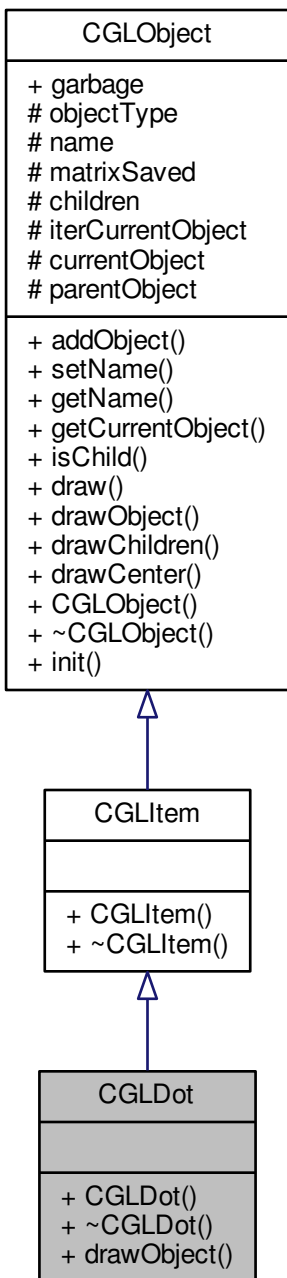 CGLObject
+ garbage
# objectType
# name
# matrixSaved
# children
# iterCurrentObject
# currentObject
# parentObject
+ addObject()
+ setName()
+ getName()
+ getCurrentObject()
+ isChild()
+ draw()
+ drawObject()
+ drawChildren()
+ drawCenter()
+ CGLObject()
+ ~CGLObject()
+ init()
CGLItem
+ CGLItem()
+ ~CGLItem()
CGLDot
+ CGLDot()
+ ~CGLDot()
+ drawObject()